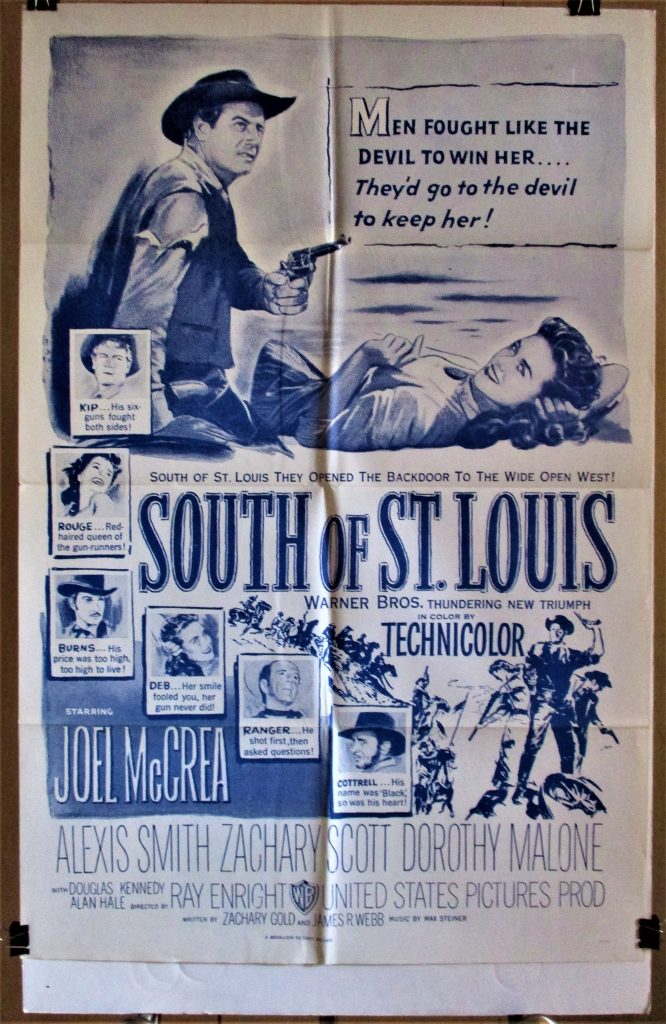 MEN FOUGHT LIKE THE
DEVIL TO WIN HER....
They'd go to the devil
to keep her!
KIP...His six-
guns fought
both sides!
SOUTH OF ST. LOUIS THEY OPENED THE BACKDOOR TO THE WIDE OPEN WEST!
ROUGE...Red-
haired queen of
the gun-runners!
SOUTH OF ST. LOUIS
WARNER BROS. THUNDERING NEW TRIUMPH
IN COLOR BY
TECHNICOLOR
BURNS...His
price was too high,
too high to live!
DEB...Her smile
fooled you, her
gun never did!
RANGER...He
shot first, then
asked questions!
COTTRELL...His
name was 'Black,'
so was his heart!
STARRING
JOEL McCREA
ALEXIS SMITH ZACHARY SCOTT DOROTHY MALONE
WITH DOUGLAS KENNEDY
ALAN HALE DIRECTED BY RAY ENRIGHT WB UNITED STATES PICTURES PROD
WRITTEN BY ZACHARY GOLD AND JAMES R. WEBB MUSIC BY MAX STEINER